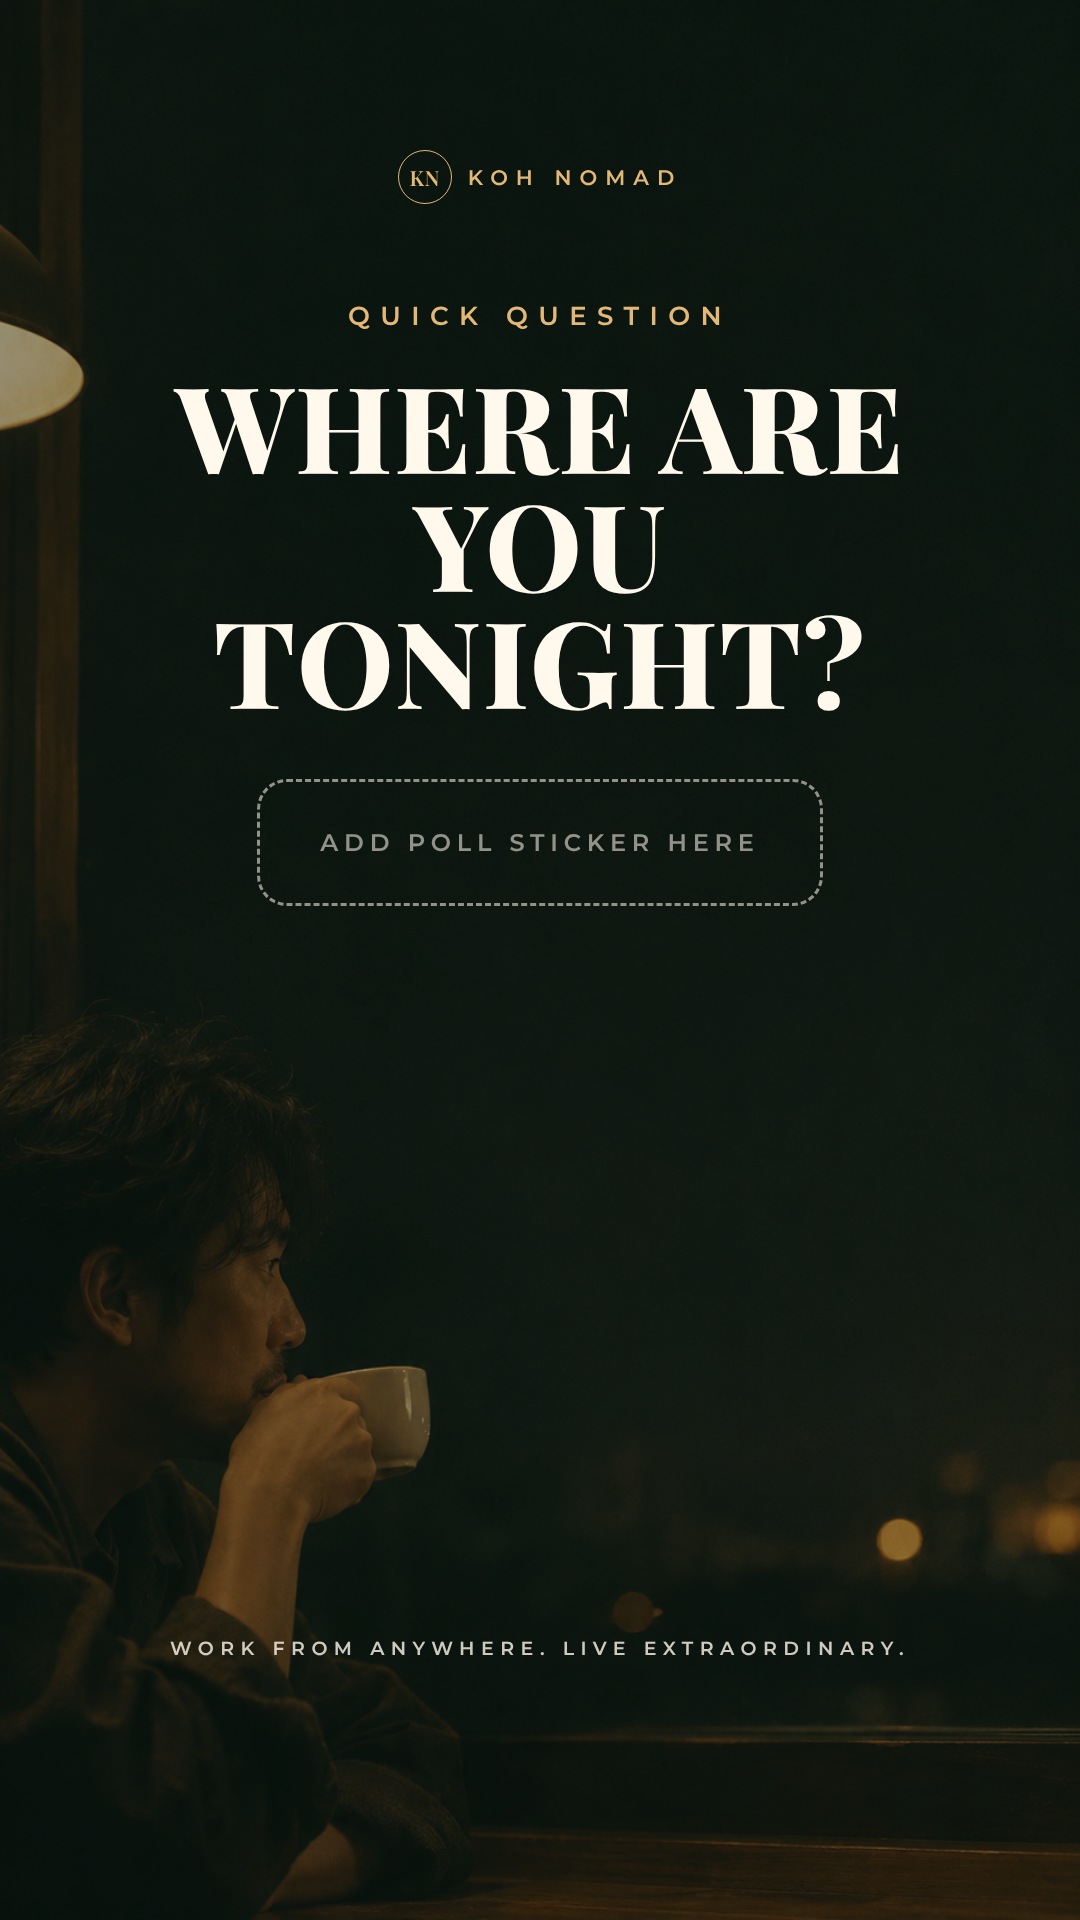 KN KOH NOMAD
QUICK QUESTION
WHERE ARE
YOU
TONIGHT?
ADD POLL STICKER HERE
WORK FROM ANYWHERE. LIVE EXTRAORDINARY.